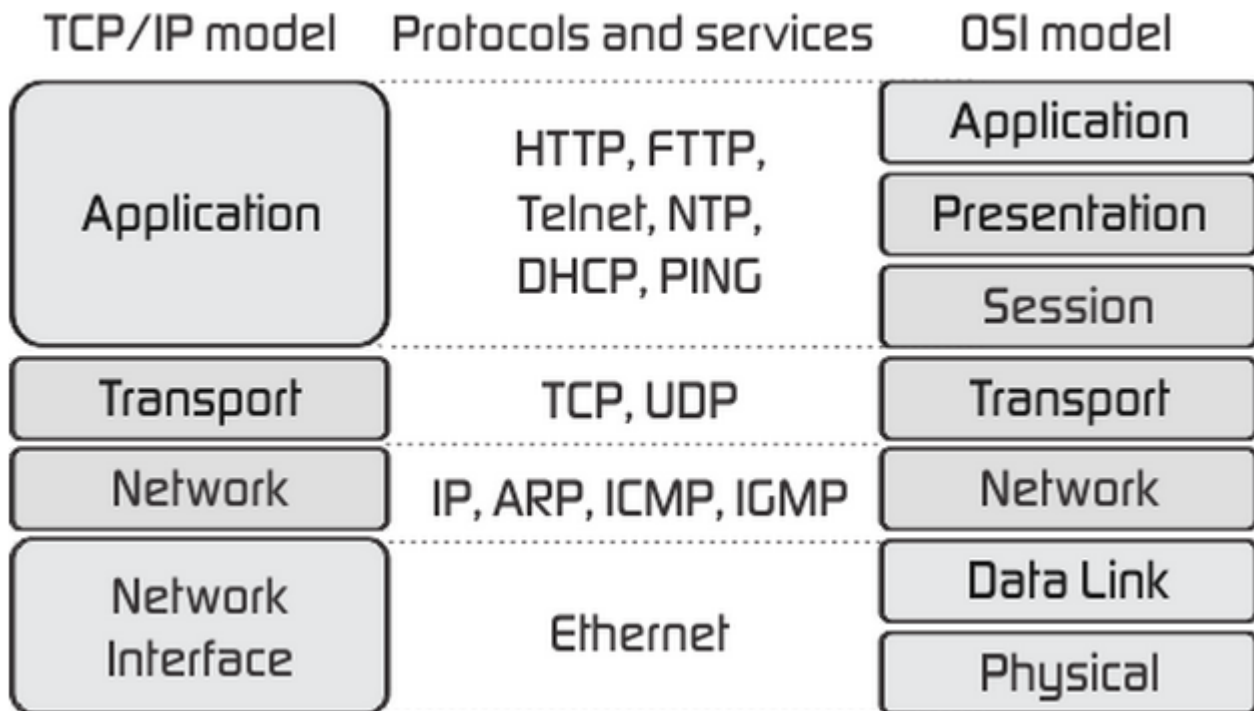 TCP/IP model Protocols and services OSI model
Application
HTTP, FTTP,
Telnet, NTP,
DHCP, PING
Application
Presentation
Session
Transport
TCP, UDP
Transport
Network
IP, ARP, ICMP, IGMP
Network
Network
Interface
Ethernet
Data Link
Physical